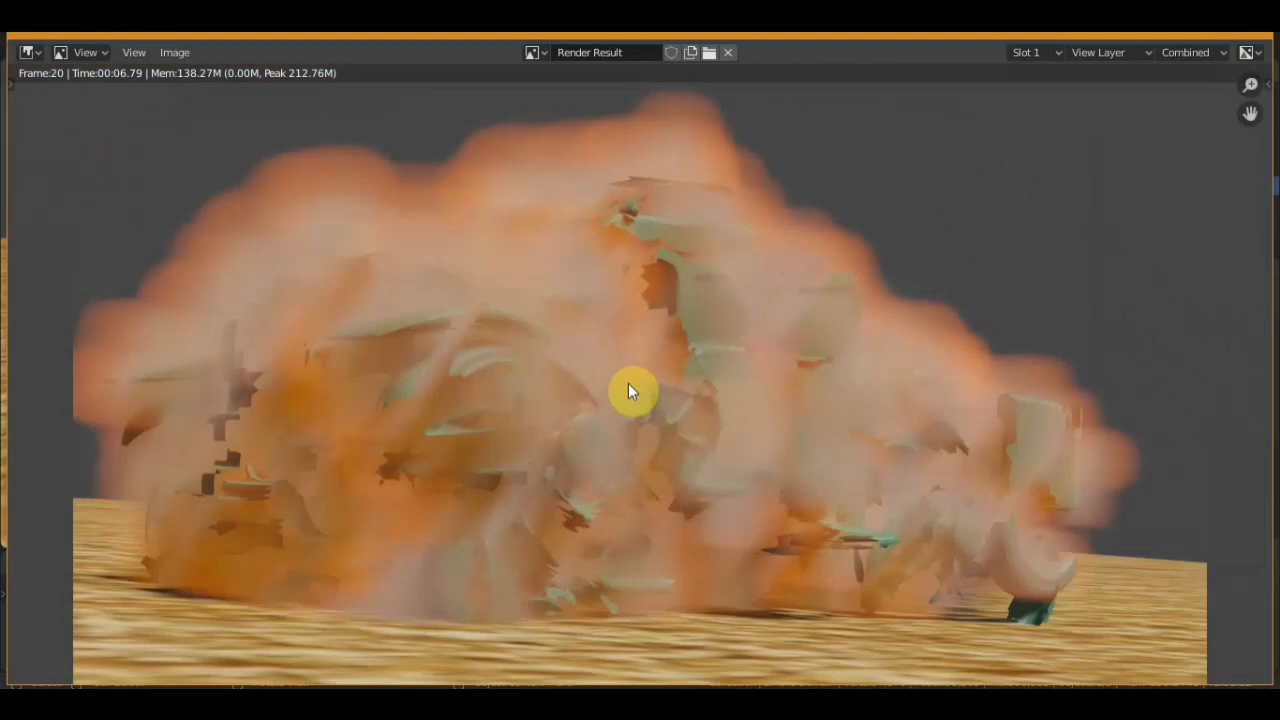 View View Image Render Result Slot 1 View Layer Combined
Frame:20 | Time:00:06.79 | Mem:138.27M (0.00M, Peak 212.76M)